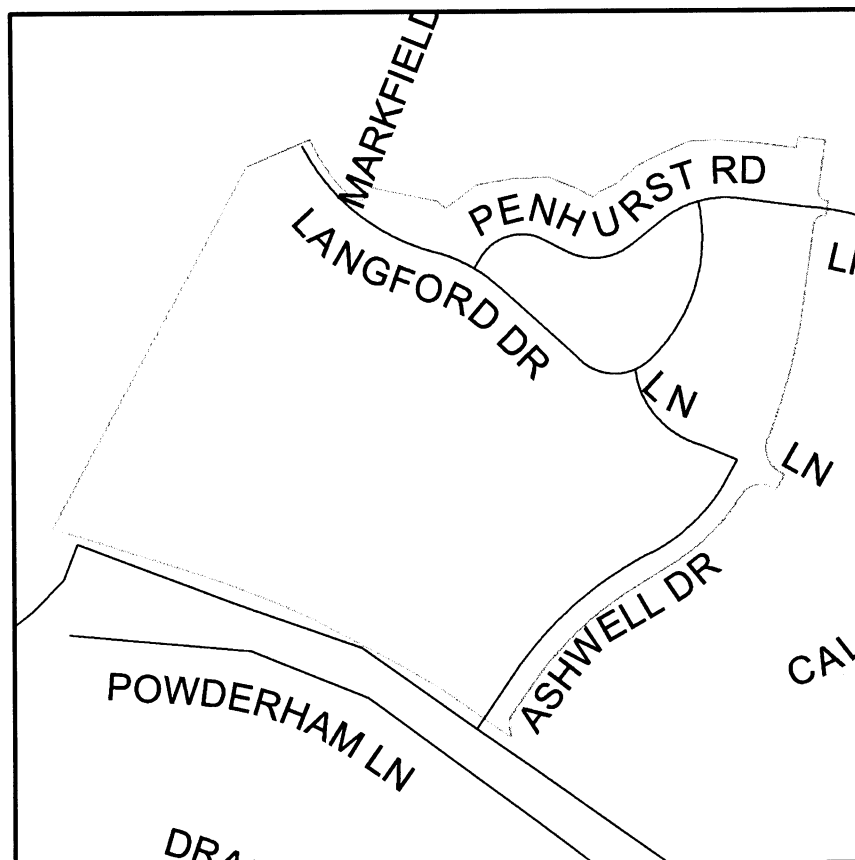 MARKFIELD
PENHURST RD
LANGFORD DR
LN
LN
ASHWELL DR
POWDERHAM LN